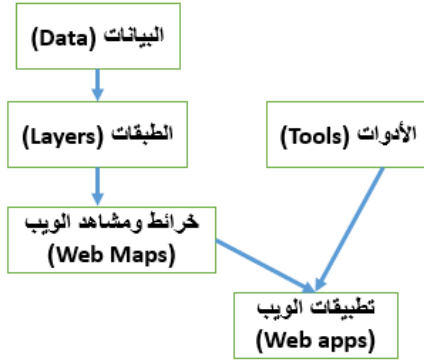 البيانات (Data)
الطبقات (Layers)
الأدوات (Tools)
خرائط ومشاهد الويب
(Web Maps)
تطبيقات الويب
(Web apps)